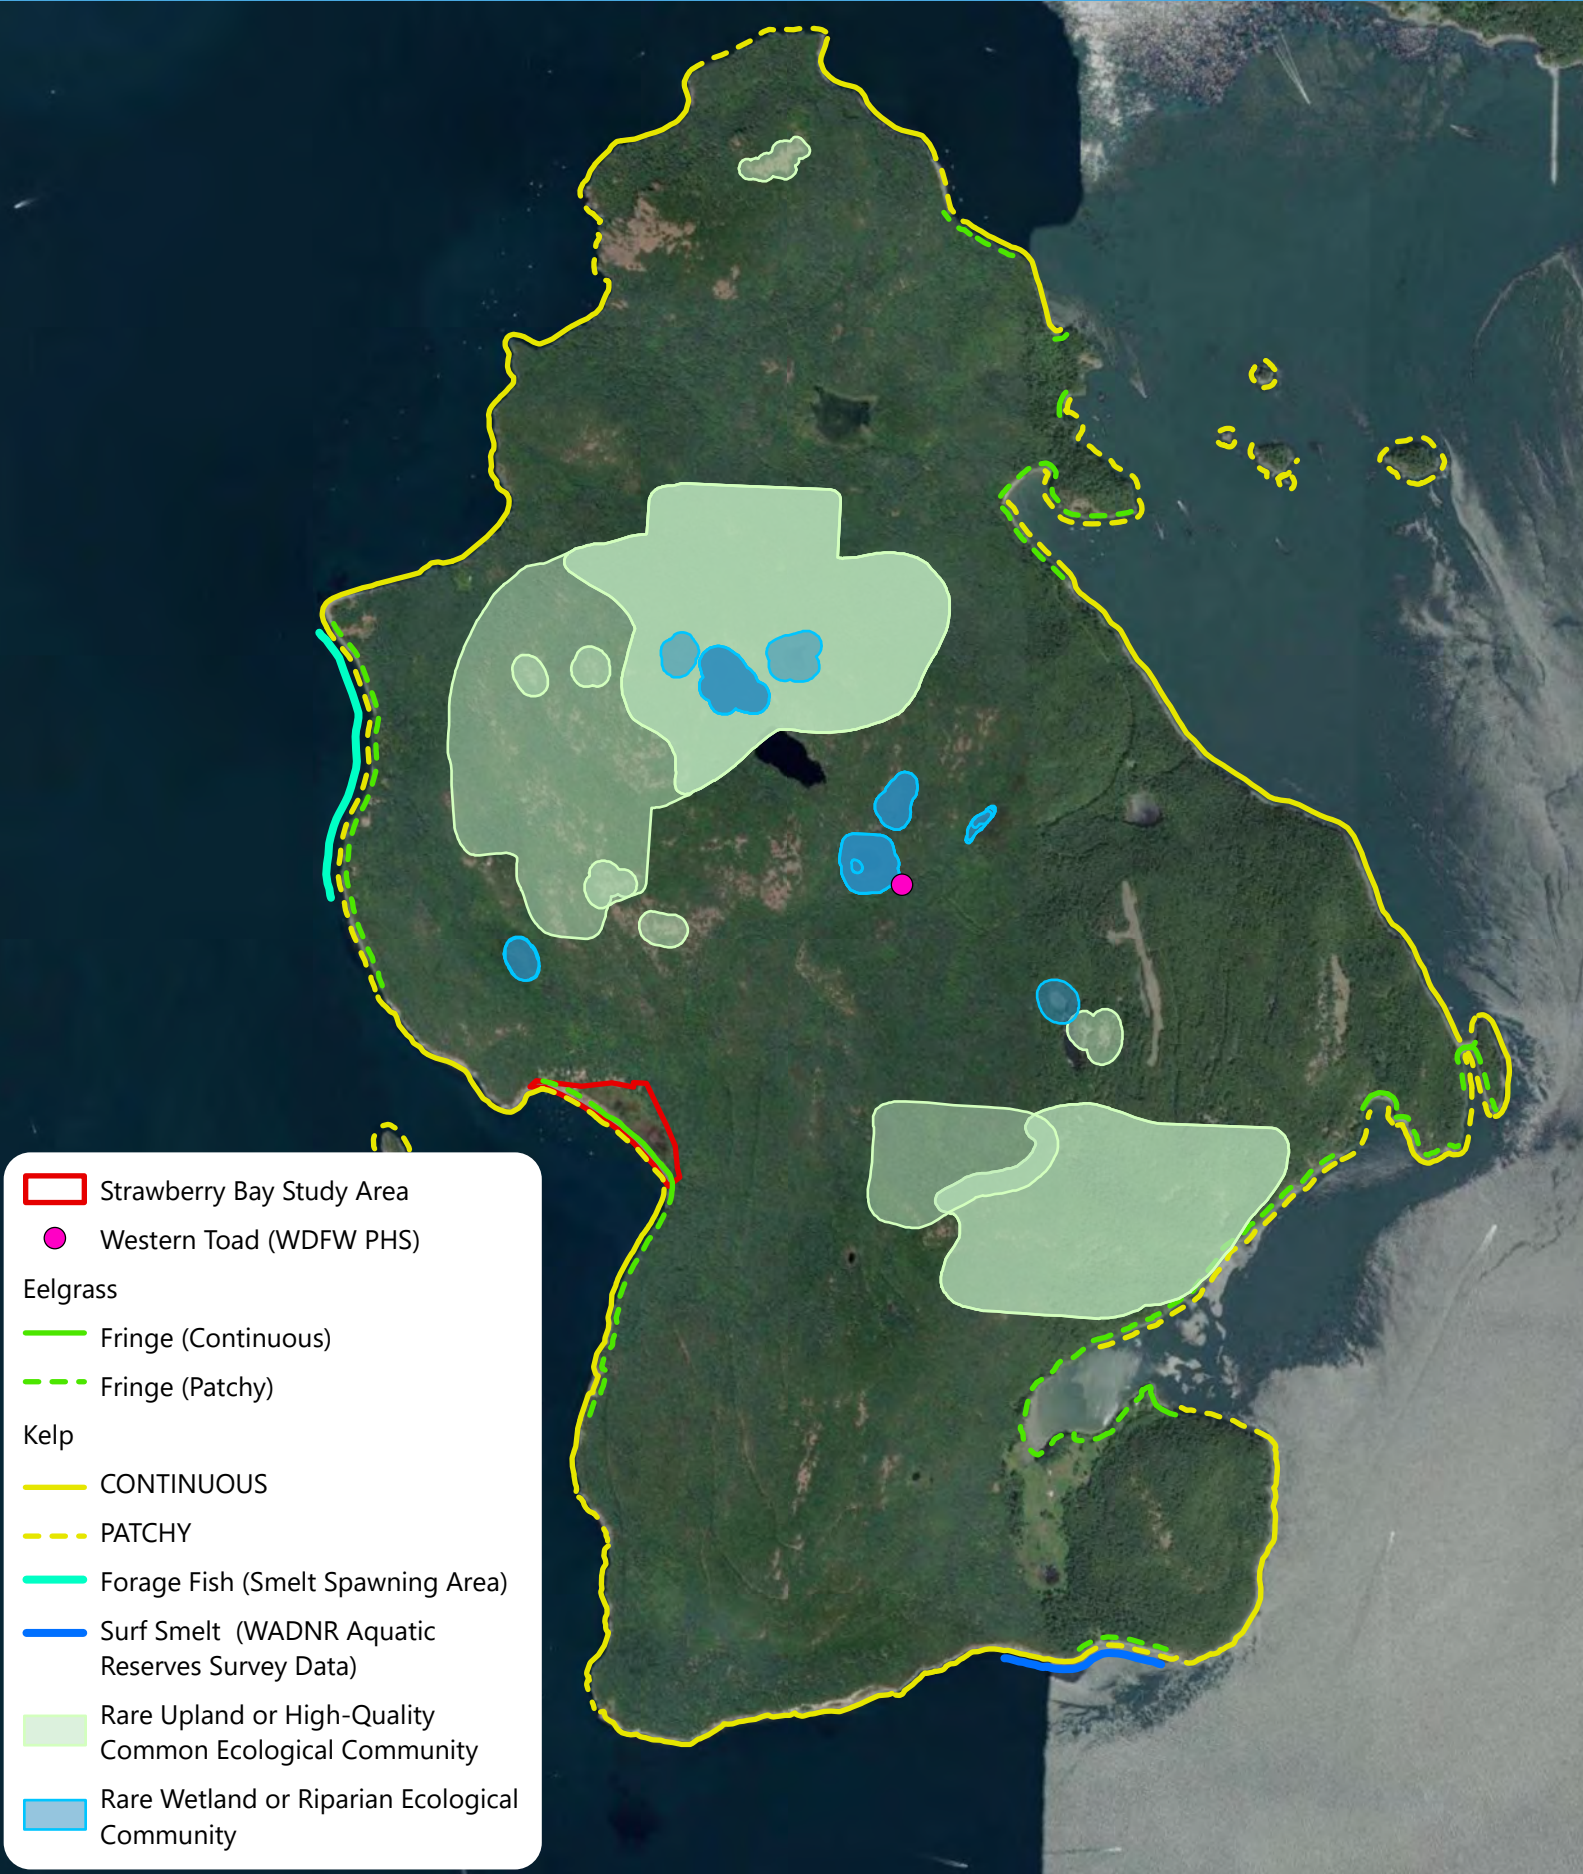 Strawberry Bay Study Area
Western Toad (WDFW PHS)
Eelgrass
Fringe (Continuous)
Fringe (Patchy)
Kelp
CONTINUOUS
PATCHY
Forage Fish (Smelt Spawning Area)
Surf Smelt (WADNR Aquatic
Reserves Survey Data)
Rare Upland or High-Quality
Common Ecological Community
Rare Wetland or Riparian Ecological
Community